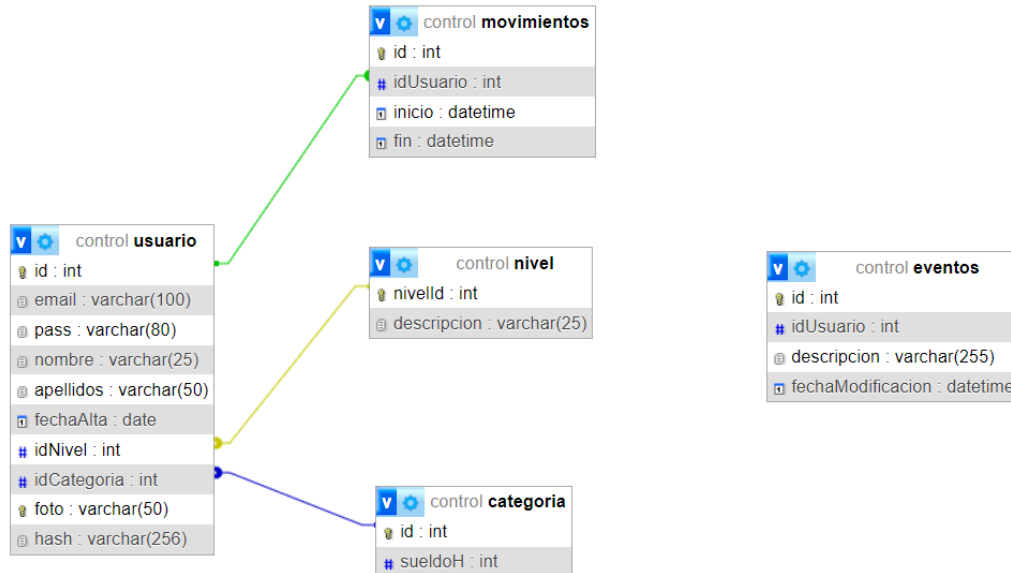 v control movimientos
id : int
# idUsuario : int
inicio : datetime
fin : datetime
v control usuario
id : int
email : varchar(100)
pass : varchar(80)
nombre : varchar(25)
apellidos : varchar(50)
fechaAlta : date
# idNivel : int
# idCategoria : int
foto : varchar(50)
hash : varchar(256)
v control nivel
nivelId : int
descripcion : varchar(25)
v control categoria
id : int
# sueldoH : int
v control eventos
id : int
# idUsuario : int
descripcion : varchar(255)
fechaModificacion : datetime